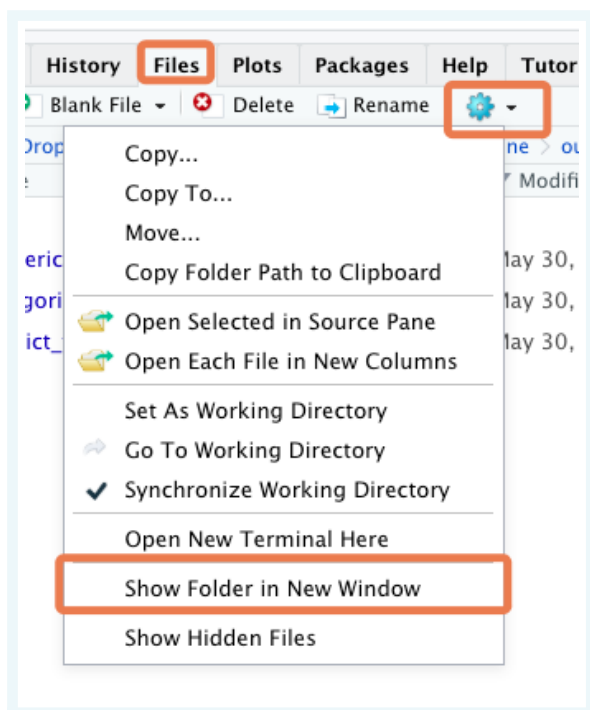 History Files Plots Packages Help Tutor
Blank File Delete Rename
Copy...
Copy To...
Move...
Copy Folder Path to Clipboard
Open Selected in Source Pane
Open Each File in New Columns
Set As Working Directory
Go To Working Directory
Synchronize Working Directory
Open New Terminal Here
Show Folder in New Window
Show Hidden Files